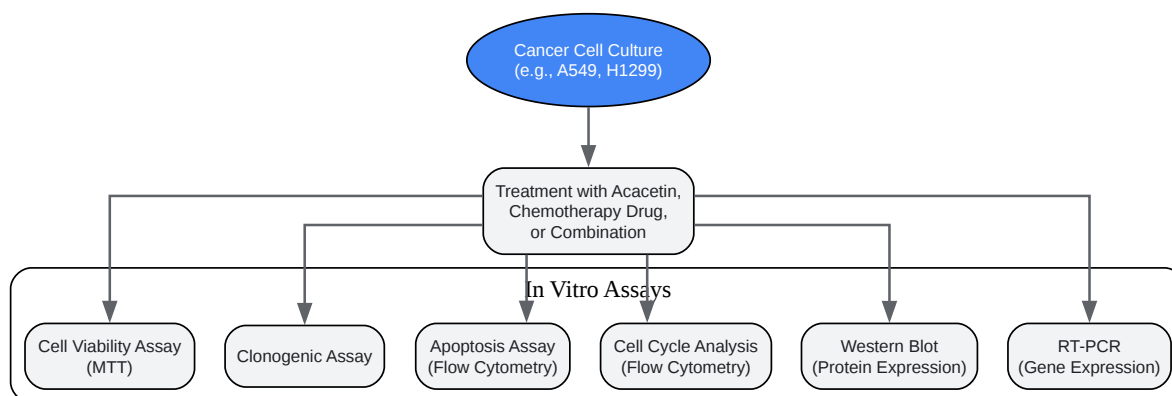 Cancer Cell Culture
(e.g., A549, H1299)
Treatment with Acacetin,
Chemotherapy Drug,
or Combination
In Vitro Assays
Cell Viability Assay
(MTT)
Clonogenic Assay
Apoptosis Assay
(Flow Cytometry)
Cell Cycle Analysis
(Flow Cytometry)
Western Blot
(Protein Expression)
RT-PCR
(Gene Expression)